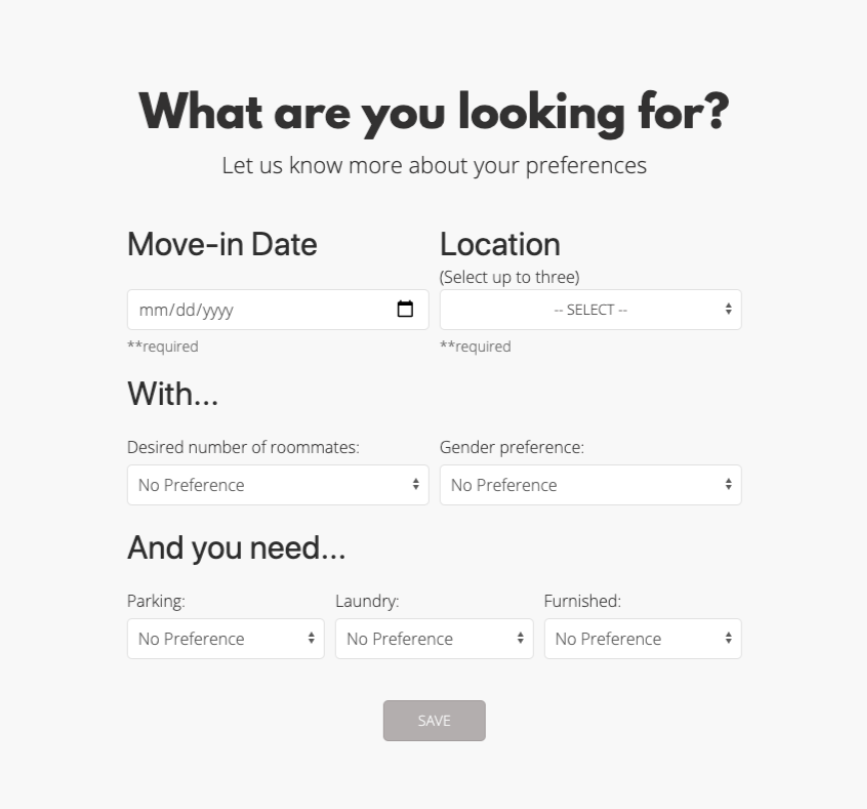 What are you looking for?
Let us know more about your preferences
Move-in Date
Location
(Select up to three)
mm/dd/yyyy
-- SELECT --
**required
**required
With...
Desired number of roommates:
Gender preference:
No Preference
No Preference
And you need...
Parking:
Laundry:
Furnished:
No Preference
No Preference
No Preference
SAVE